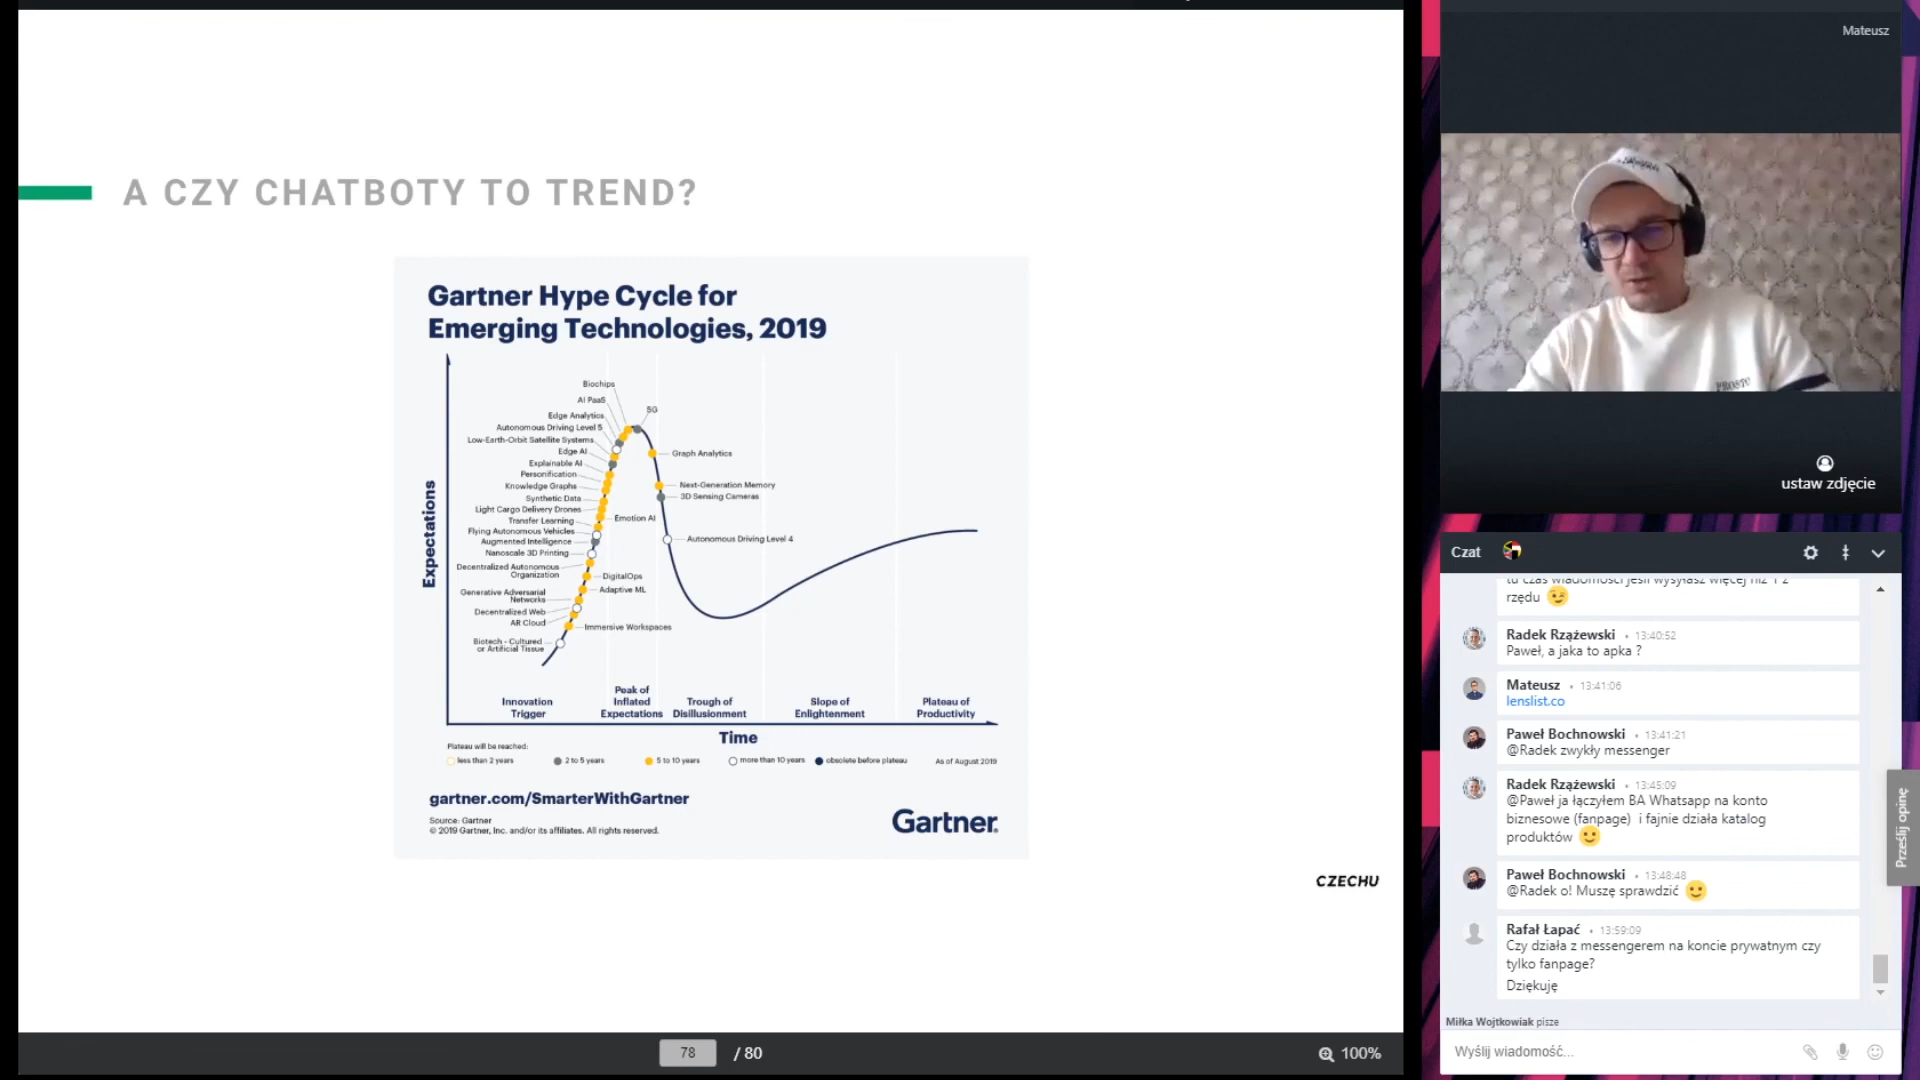 A CZY CHATBOTY TO TREND?
Gartner Hype Cycle for
Emerging Technologies, 2019
Expectations
Biochips
AI PaaS
Edge Analytics
Autonomous Driving Level 5
Low-Earth-Orbit Satellite Systems
Edge AI
Explainable AI
Personification
Knowledge Graphs
Synthetic Data
Light Cargo Delivery Drones
Transfer Learning
Flying Autonomous Vehicles
Augmented Intelligence
Nanoscale 3D Printing
Decentralized Autonomous
Organization
Generative Adversarial
Networks
Decentralized Web
AR Cloud
Biotech - Cultured
or Artificial Tissue
5G
Graph Analytics
Next-Generation Memory
3D Sensing Cameras
Emotion AI
Autonomous Driving Level 4
DigitalOps
Adaptive ML
Immersive Workspaces
Innovation
Trigger
Peak of
Inflated
Expectations
Trough of
Disillusionment
Slope of
Enlightenment
Plateau of
Productivity
Time
Plateau will be reached:
less than 2 years
2 to 5 years
5 to 10 years
more than 10 years
obsolete before plateau
As of August 2019
gartner.com/SmarterWithGartner
Source: Gartner
© 2019 Gartner, Inc. and/or its affiliates. All rights reserved.
Gartner.
CZECHU
78 / 80
100%
Mateusz
PROSTO
ustaw zdjęcie
Czat
tu czas wiadomości jeśli wysyłasz więcej niż 1 z
rzędu 😉
Radek Rzążewski • 13:40:52
Paweł, a jaka to apka ?
Mateusz • 13:41:06
lenslist.co
Paweł Bochnowski • 13:41:21
@Radek zwykły messenger
Radek Rzążewski • 13:45:09
@Paweł ja łączyłem BA Whatsapp na konto
biznesowe (fanpage) i fajnie działa katalog
produktów 🙂
Paweł Bochnowski • 13:48:48
@Radek o! Muszę sprawdzić 🙂
Rafał Łapać • 13:59:09
Czy działa z messengerem na koncie prywatnym czy
tylko fanpage?
Dziękuję
Miłka Wojtkowiak pisze
Wyślij wiadomość...
Prześlij opinę